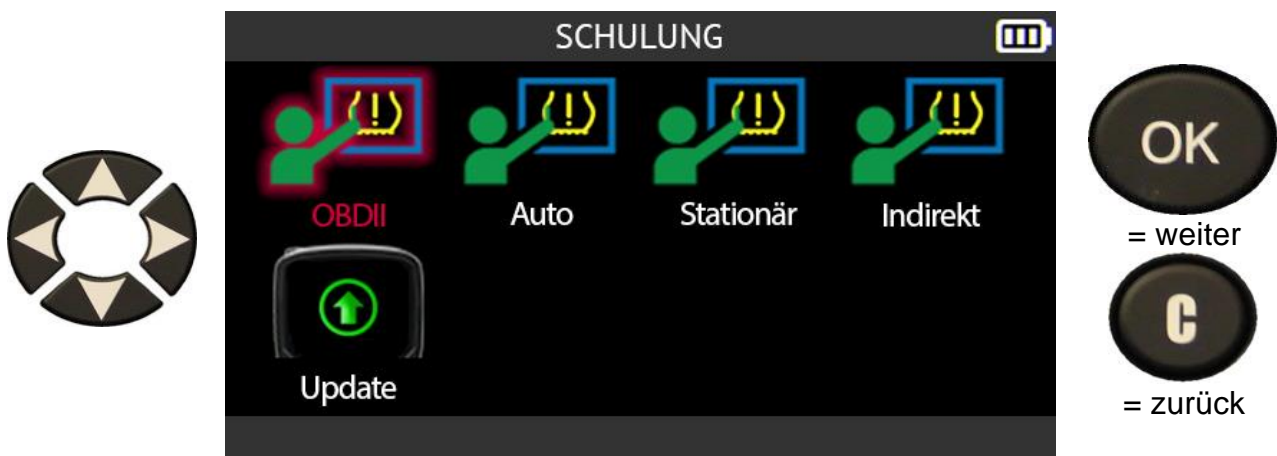 SCHULUNG
OBDII Auto Stationär Indirekt
Update
OK
= weiter
C
= zurück